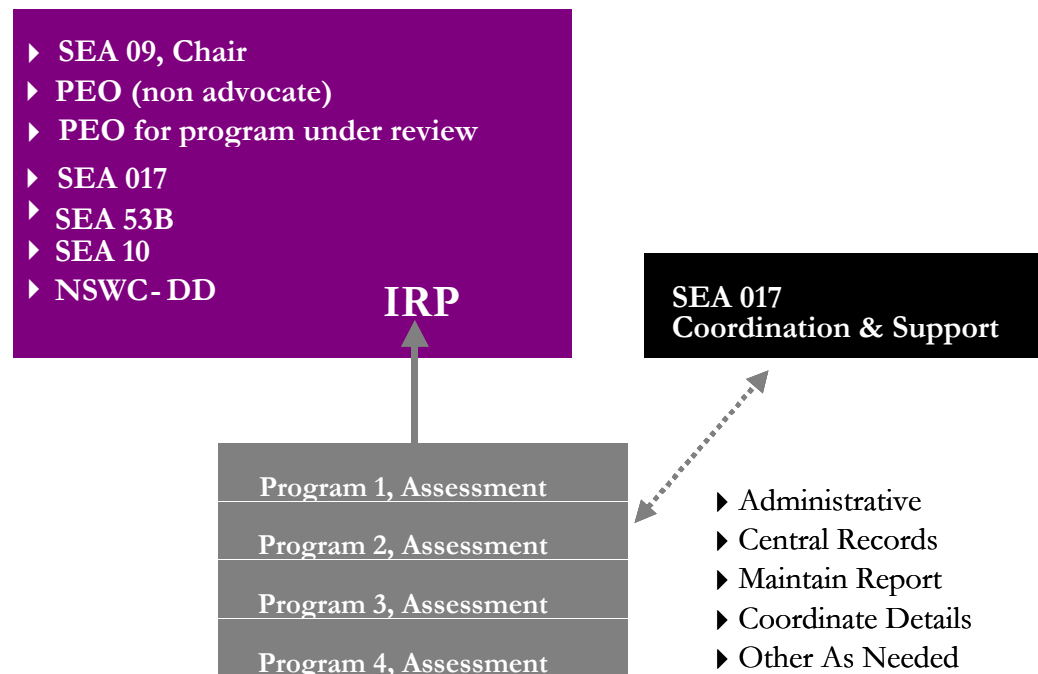 SEA 09, Chair
PEO (non advocate)
PEO for program under review
SEA 017
SEA 53B
SEA 10
NSWC-DD
IRP
SEA 017
Coordination & Support
Program 1, Assessment
Program 2, Assessment
Program 3, Assessment
Program 4, Assessment
Administrative
Central Records
Maintain Report
Coordinate Details
Other As Needed